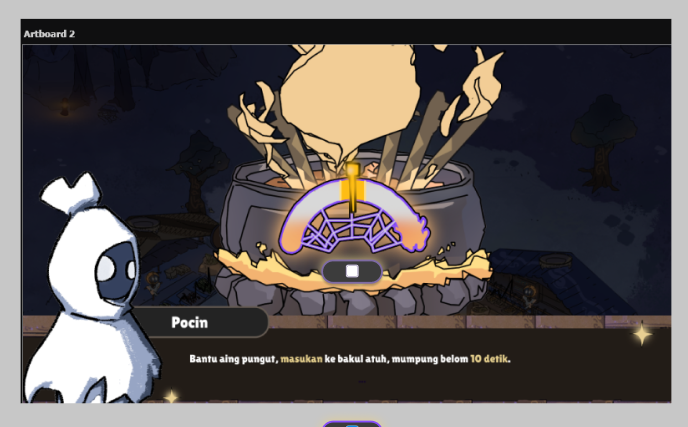 Artboard 2
Pocin
Bantu aing pungut, masukan ke bakul atuh, mumpung belom 10 detik.